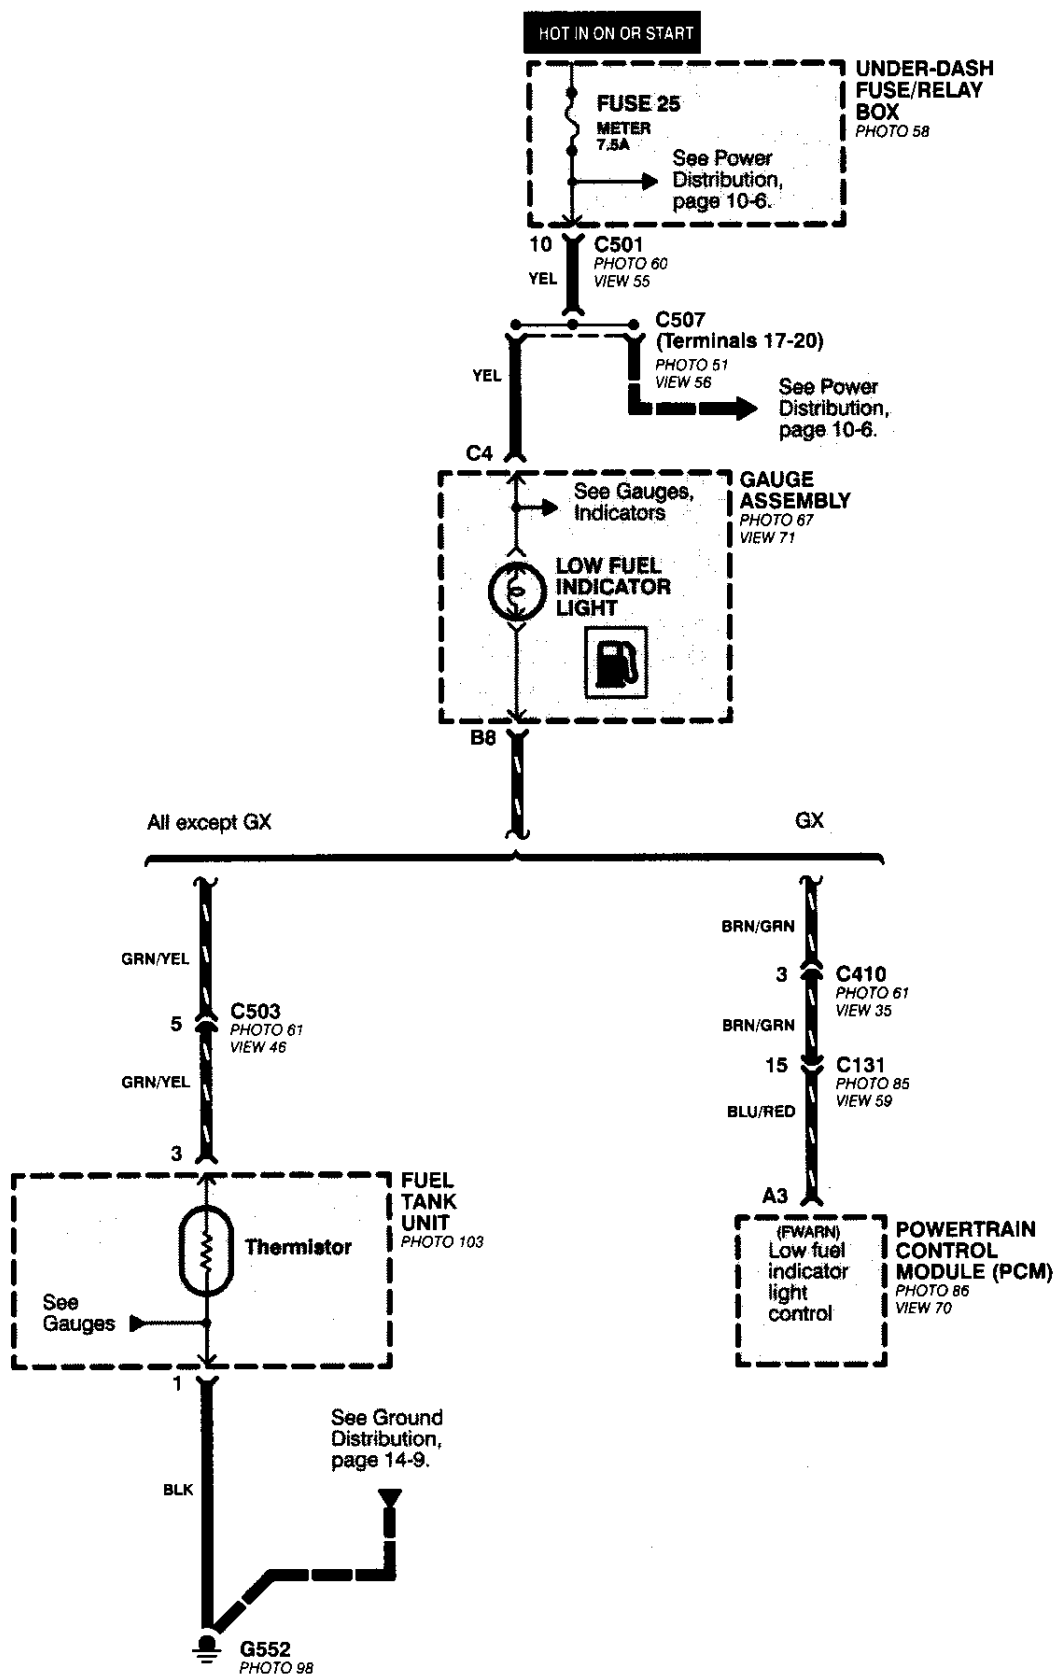 HOT IN ON OR START
UNDER-DASH
FUSE/RELAY
BOX
PHOTO 58
FUSE 25
METER
7.5A
See Power
Distribution,
page 10-6.
10
C501
PHOTO 60
VIEW 55
YEL
C507
(Terminals 17-20)
PHOTO 51
VIEW 56
YEL
See Power
Distribution,
page 10-6.
C4
GAUGE
ASSEMBLY
PHOTO 67
VIEW 71
See Gauges,
Indicators
LOW FUEL
INDICATOR
LIGHT
B8
All except GX
GX
GRN/YEL
5
C503
PHOTO 61
VIEW 46
GRN/YEL
3
FUEL
TANK
UNIT
PHOTO 103
Thermistor
See
Gauges
1
BLK
See Ground
Distribution,
page 14-9.
G552
PHOTO 98
BRN/GRN
3
C410
PHOTO 61
VIEW 35
BRN/GRN
15
C131
PHOTO 85
VIEW 59
BLU/RED
A3
(FWARN)
Low fuel
indicator
light
control
POWERTRAIN
CONTROL
MODULE (PCM)
PHOTO 86
VIEW 70